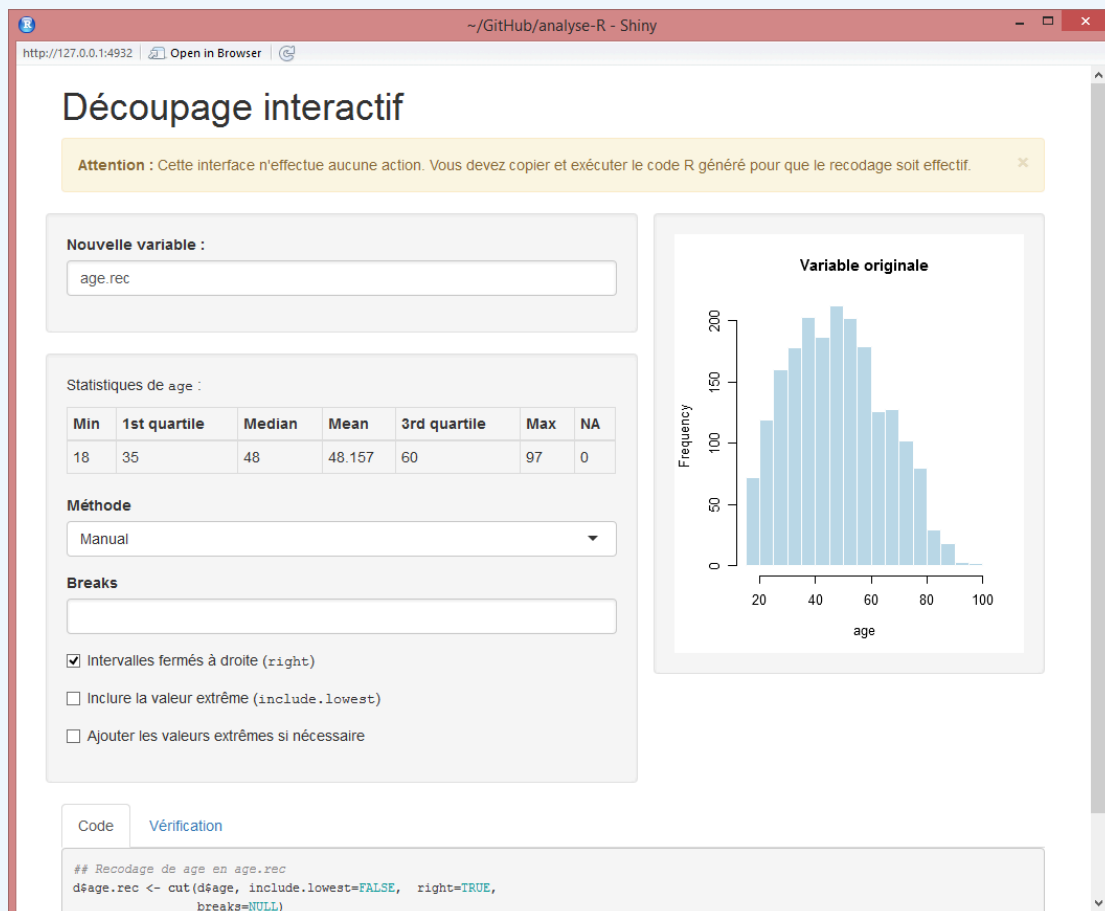 ~/GitHub/analyse-R - Shiny
http://127.0.0.1:4932 Open in Browser
Découpage interactif
Attention : Cette interface n'effectue aucune action. Vous devez copier et exécuter le code R généré pour que le recodage soit effectif. ×
Nouvelle variable :
age.rec
Statistiques de age :
Min 1st quartile Median Mean 3rd quartile Max NA
18 35 48 48.157 60 97 0
Méthode
Manual
Breaks
Intervalles fermés à droite (right)
Inclure la valeur extrême (include.lowest)
Ajouter les valeurs extrêmes si nécessaire
Variable originale
Frequency
200
150
100
50
0
20 40 60 80 100
age
Code Vérification
## Recodage de age en age.rec
d$age.rec <- cut(d$age, include.lowest=FALSE,  right=TRUE,
breaks=NULL)